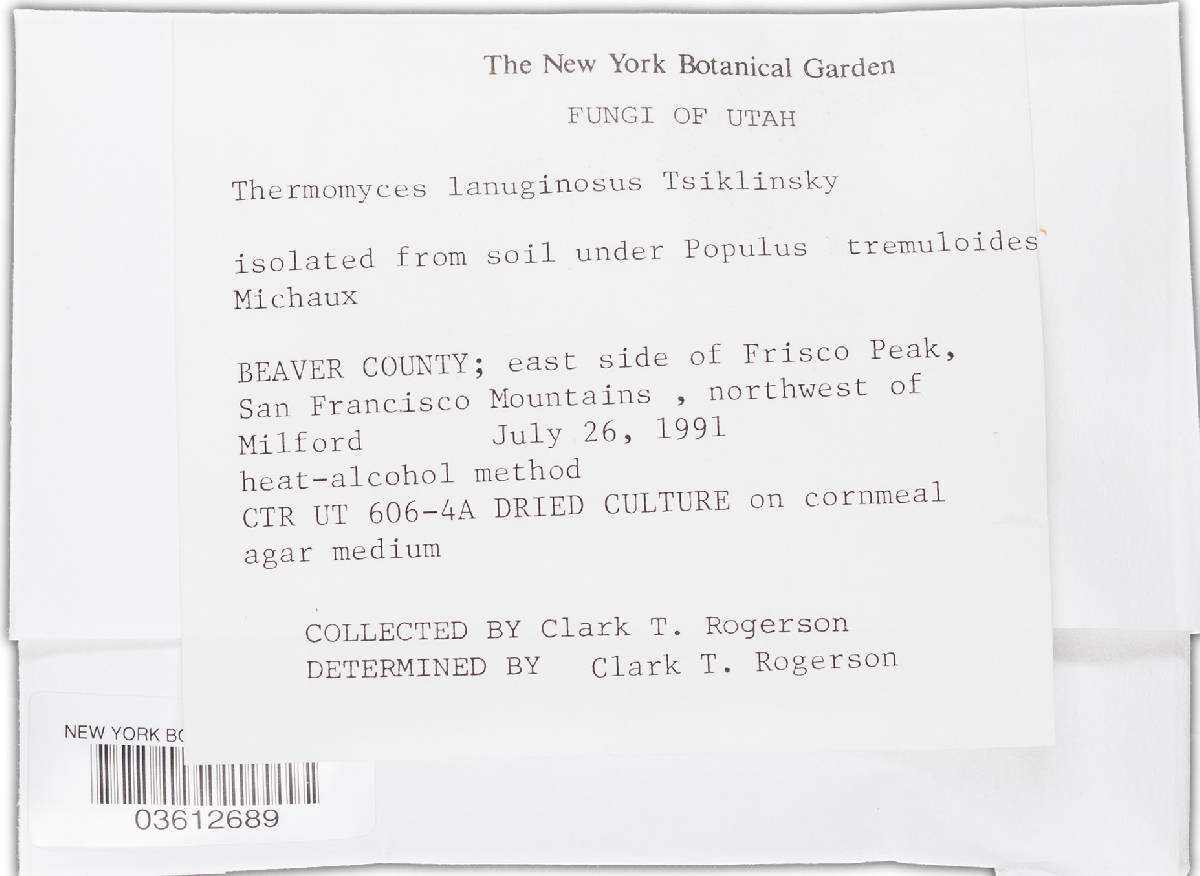 The New York Botanical Garden
FUNGI OF UTAH
Thermomyces lanuginosus Tsiklinsky
isolated from soil under Populus tremuloides
Michaux
BEAVER COUNTY; east side of Frisco Peak,
San Francisco Mountains , northwest of
Milford July 26, 1991
heat-alcohol method
CTR UT 606-4A DRIED CULTURE on cornmeal
agar medium
COLLECTED BY Clark T. Rogerson
DETERMINED BY Clark T. Rogerson
NEW YORK
03612689